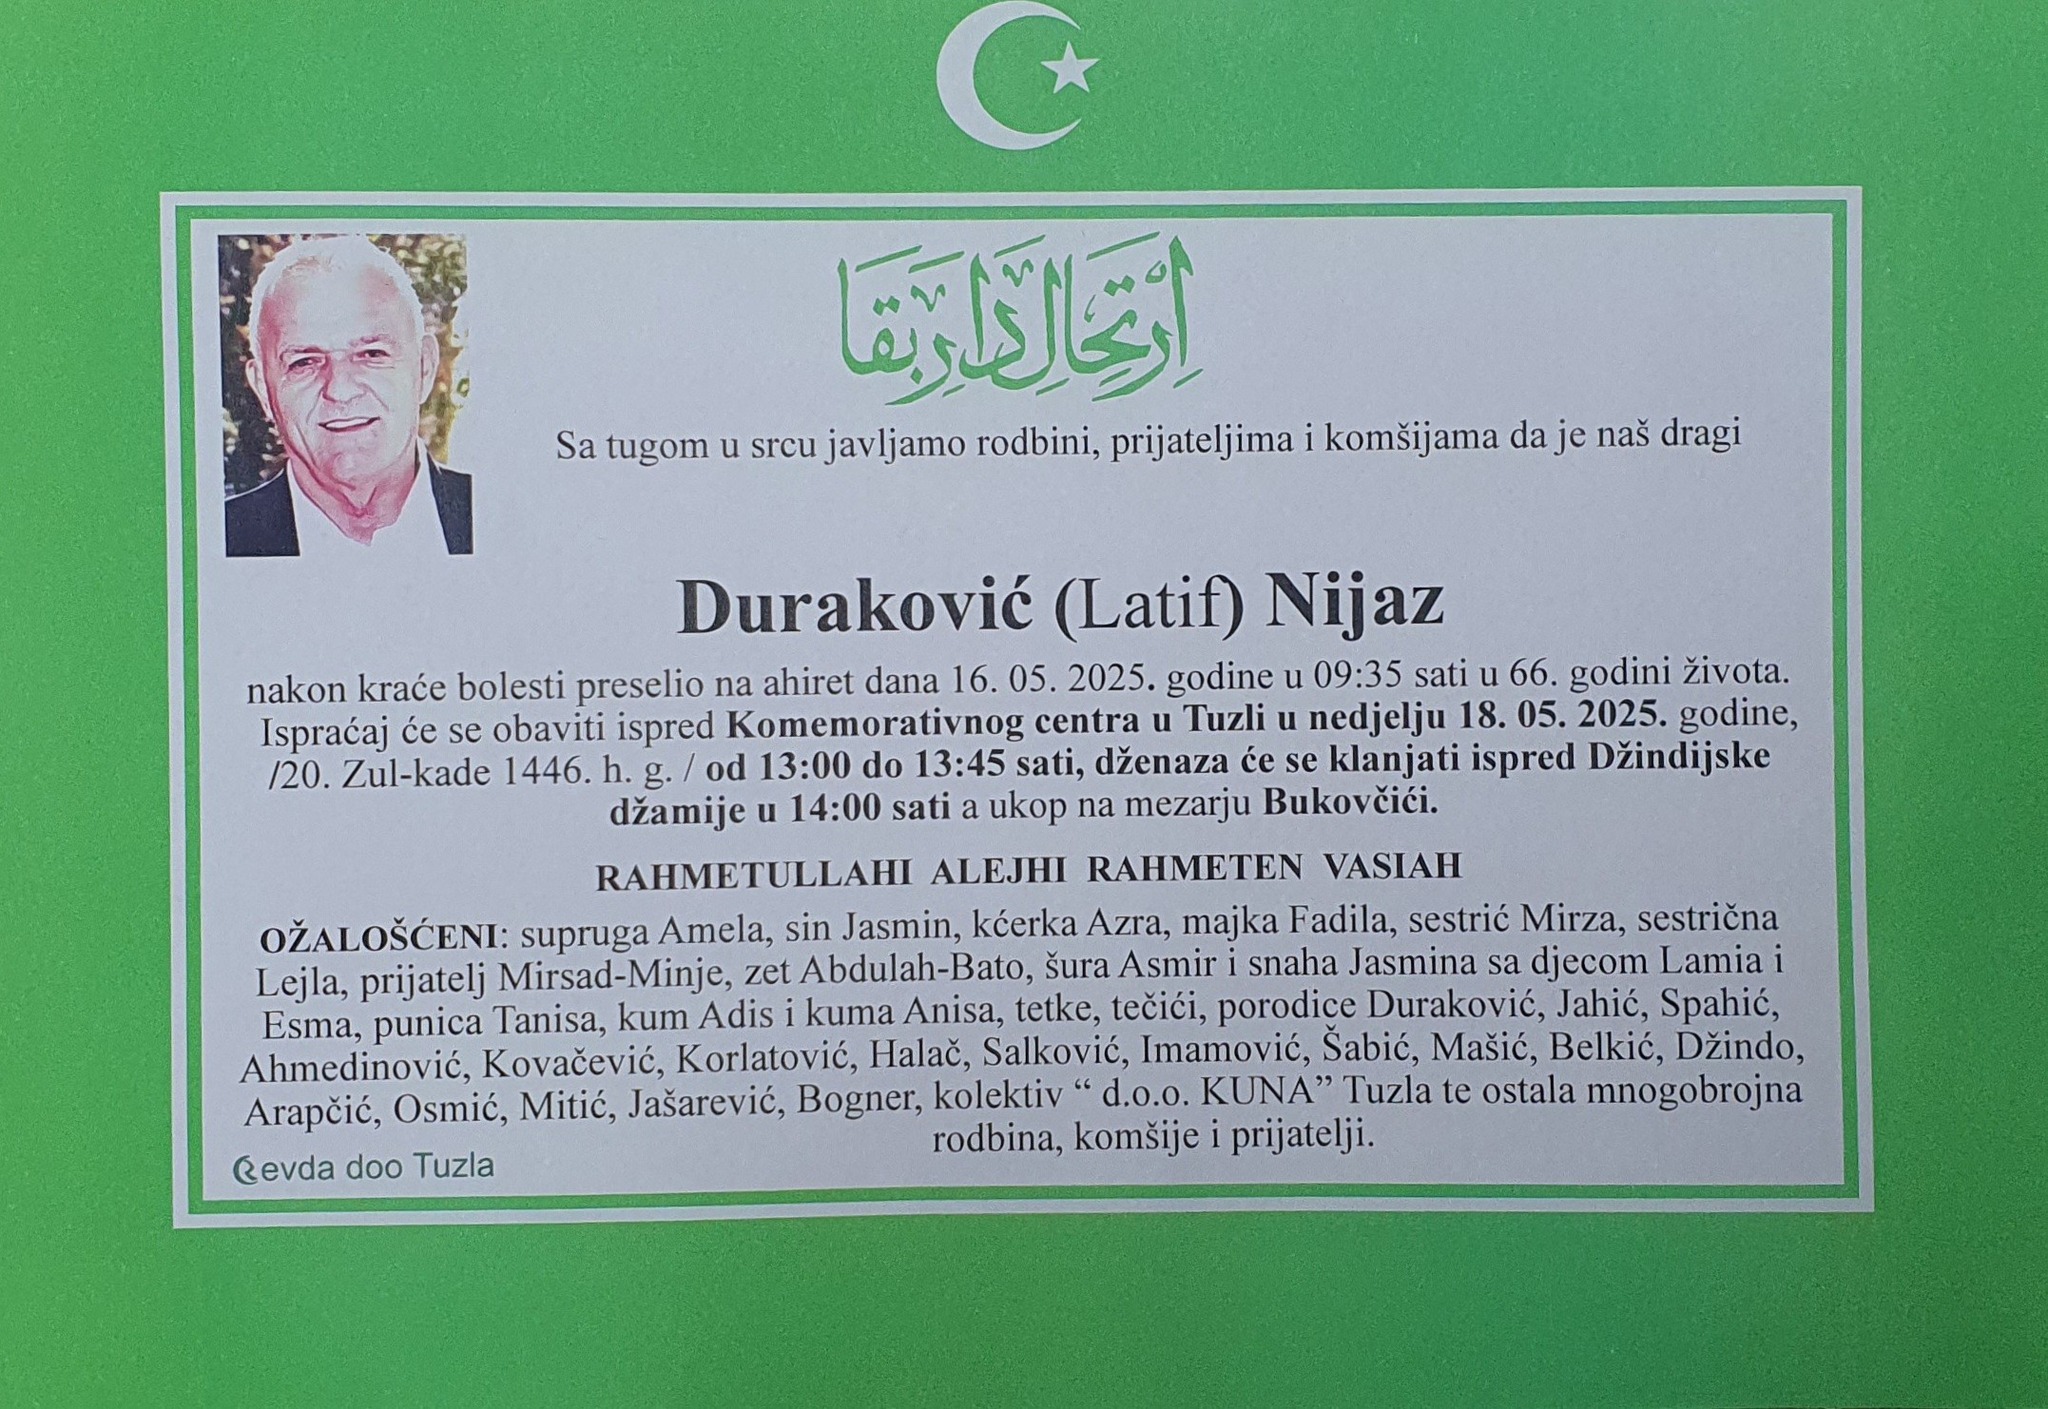 اِرْتِحَالِ دَارِ بَقَا
Sa tugom u srcu javljamo rodbini, prijateljima i komšijama da je naš dragi
Duraković (Latif) Nijaz
nakon kraće bolesti preselio na ahiret dana 16. 05. 2025. godine u 09:35 sati u 66. godini života.
Ispraćaj će se obaviti ispred Komemorativnog centra u Tuzli u nedjelju 18. 05. 2025. godine,
/20. Zul-kade 1446. h. g. / od 13:00 do 13:45 sati, dženaza će se klanjati ispred Džindijske
džamije u 14:00 sati a ukop na mezarju Bukovčići.
RAHMETULLAHI ALEJHI RAHMETEN VASIAH
OŽALOŠĆENI: supruga Amela, sin Jasmin, kćerka Azra, majka Fadila, sestrić Mirza, sestrična
Lejla, prijatelj Mirsad-Minje, zet Abdulah-Bato, šura Asmir i snaha Jasmina sa djecom Lamia i
Esma, punica Tanisa, kum Adis i kuma Anisa, tetke, tečići, porodice Duraković, Jahić, Spahić,
Ahmedinović, Kovačević, Korlatović, Halač, Salković, Imamović, Šabić, Mašić, Belkić, Džindo,
Arapčić, Osmić, Mitić, Jašarević, Bogner, kolektiv “ d.o.o. KUNA” Tuzla te ostala mnogobrojna
rodbina, komšije i prijatelji.
Revda doo Tuzla